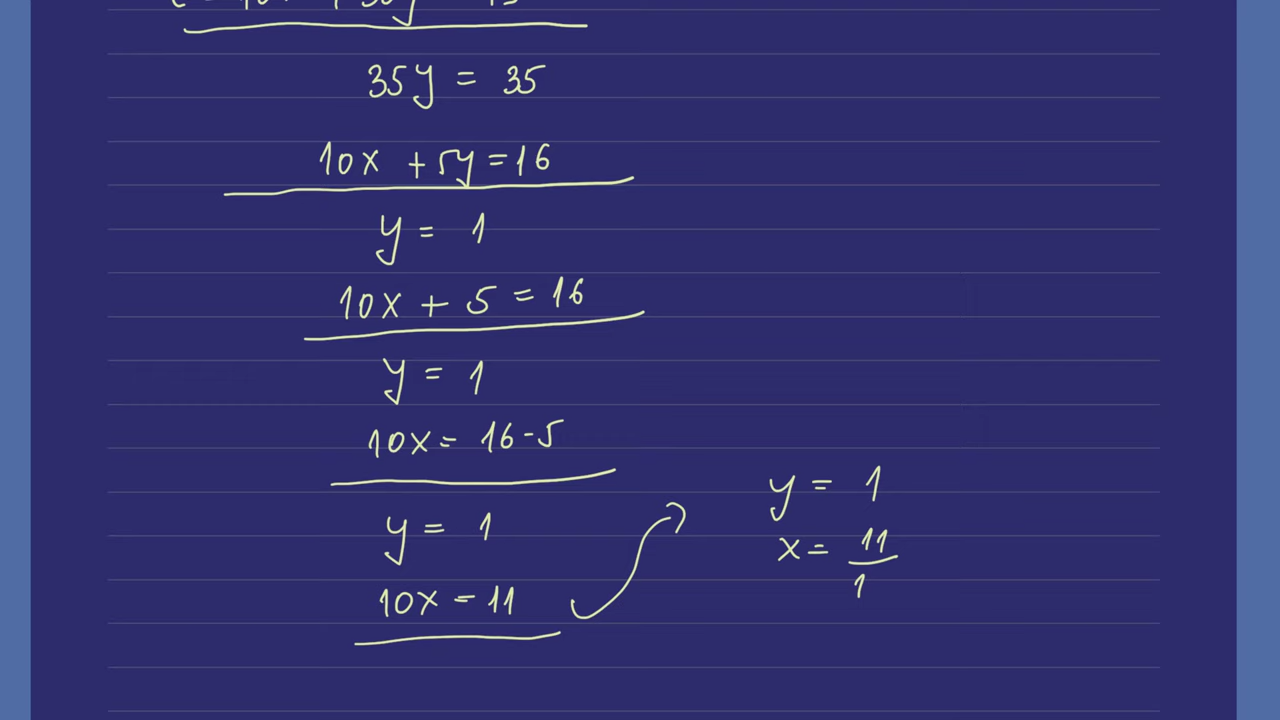 35y = 35
10x + 5y = 16
y = 1
10x + 5 = 16
y = 1
10x = 16 - 5
y = 1
10x = 11
y = 1
x = 11
1